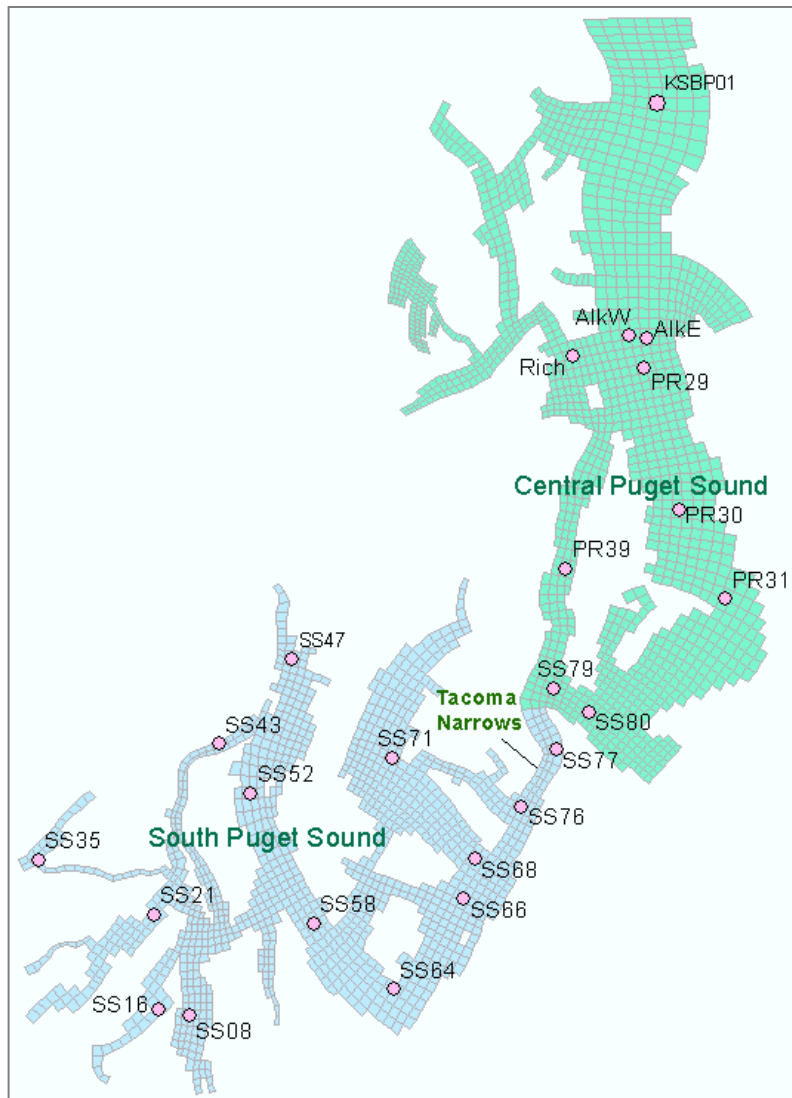 KSBP01
AlkW
AlkE
Rich
PR29
Central Puget Sound
PR30
PR39
PR31
SS47
SS79
Tacoma
Narrows
SS80
SS43
SS71
SS77
SS52
SS76
South Puget Sound
SS35
SS68
SS21
SS66
SS58
SS64
SS16
SS08